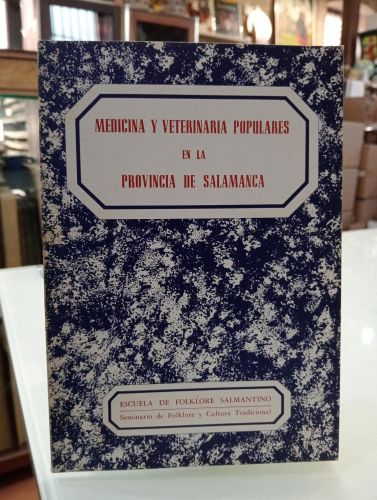 MEDICINA Y VETERINARIA POPULARES
EN LA
PROVINCIA DE SALAMANCA
ESCUELA DE FOLKLORE SALMANTINO
Seminario de Folklore y Cultura Tradicional